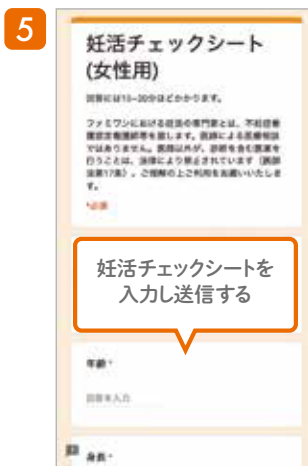 5
妊活チェックシート
(女性用)
回答には10~20分ほどかかります。
ファミワンにおける妊活の専門家とは、不妊症看
護認定看護師等を指します。医師による医療相談
ではありません。医師以外が、診断を含む医業を
行うことは、法律により禁止されています(医師
法第17条)。ご理解の上ご利用をお願いいたしま
す。
*必須
妊活チェックシートを
入力し送信する
年齢 *
回答を入力
身長 *